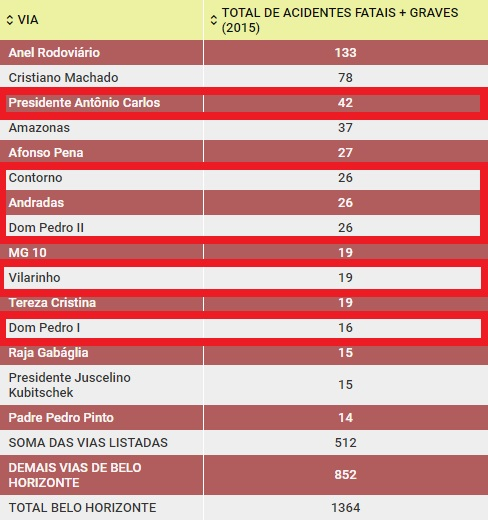 VIA TOTAL DE ACIDENTES FATAIS + GRAVES (2015)
Anel Rodoviário 133
Cristiano Machado 78
Presidente Antônio Carlos 42
Amazonas 37
Afonso Pena 27
Contorno 26
Andradas 26
Dom Pedro II 26
MG 10 19
Vilarinho 19
Tereza Cristina 19
Dom Pedro I 16
Raja Gabáglia 15
Presidente Juscelino Kubitschek 15
Padre Pedro Pinto 14
SOMA DAS VIAS LISTADAS 512
DEMAIS VIAS DE BELO HORIZONTE 852
TOTAL BELO HORIZONTE 1364